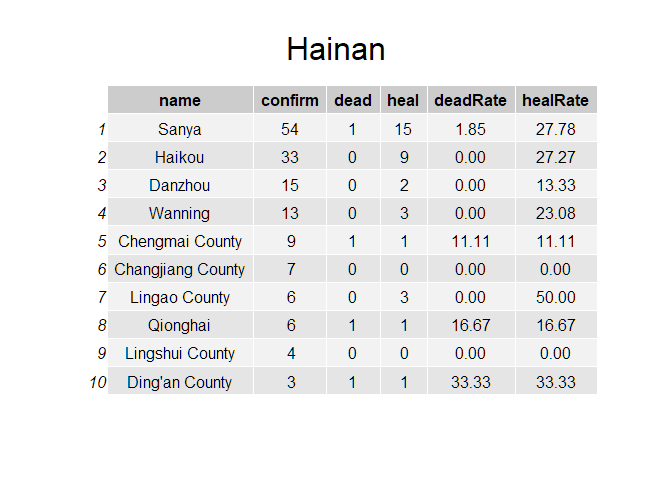 Hainan
name confirm dead heal deadRate healRate
1 Sanya 54 1 15 1.85 27.78
2 Haikou 33 0 9 0.00 27.27
3 Danzhou 15 0 2 0.00 13.33
4 Wanning 13 0 3 0.00 23.08
5 Chengmai County 9 1 1 11.11 11.11
6 Changjiang County 7 0 0 0.00 0.00
7 Lingao County 6 0 3 0.00 50.00
8 Qionghai 6 1 1 16.67 16.67
9 Lingshui County 4 0 0 0.00 0.00
10 Ding'an County 3 1 1 33.33 33.33